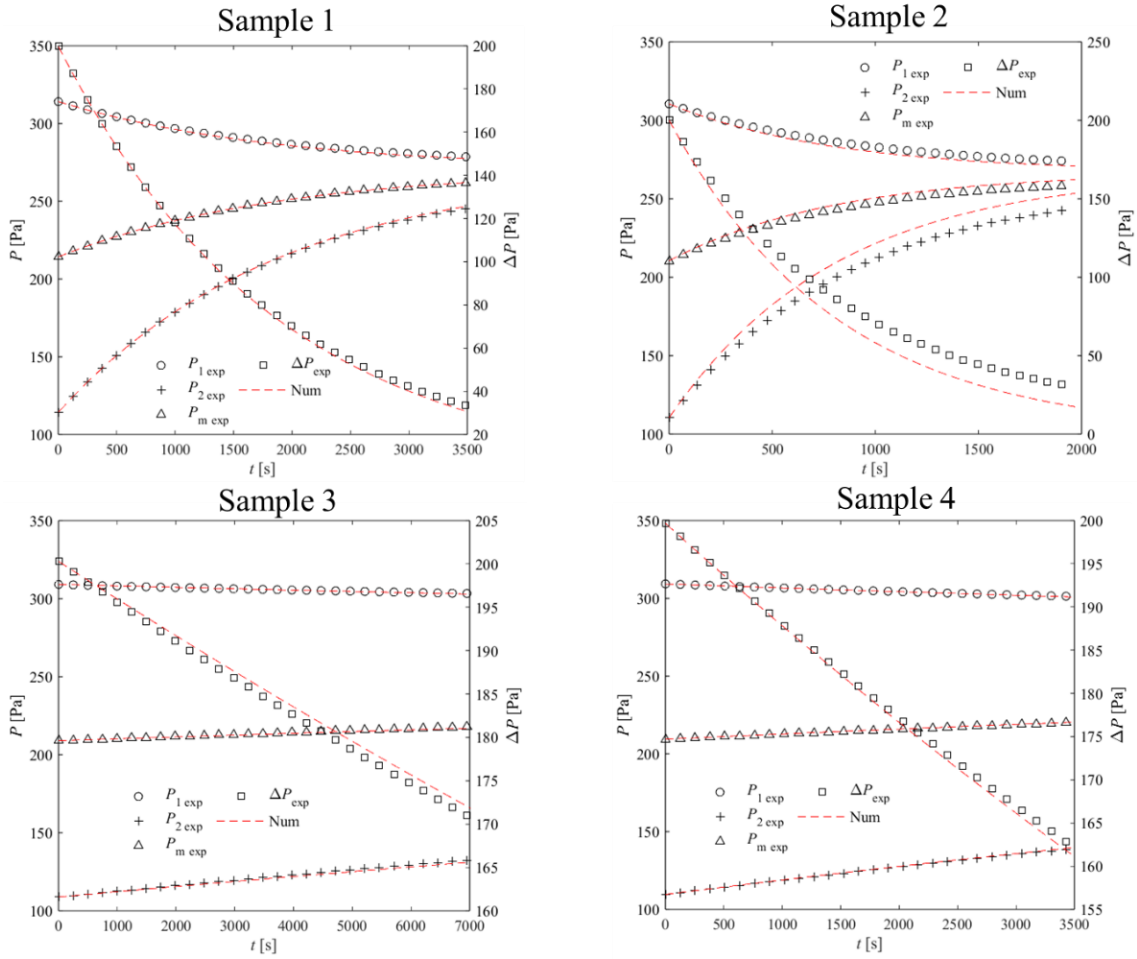 Sample 1
350
300
250
200
150
100
P [Pa]
200
180
160
140
120
100
80
60
40
20
ΔP [Pa]
P1 exp
P2 exp
Pm exp
ΔPexp
Num
0 500 1000 1500 2000 2500 3000 3500
t [s]
Sample 2
350
300
250
200
150
100
P [Pa]
250
200
150
100
50
0
ΔP [Pa]
P1 exp
P2 exp
Pm exp
ΔPexp
Num
0 500 1000 1500 2000
t [s]
Sample 3
350
300
250
200
150
100
P [Pa]
205
200
195
190
185
180
175
170
165
160
ΔP [Pa]
P1 exp
P2 exp
Pm exp
ΔPexp
Num
0 1000 2000 3000 4000 5000 6000 7000
t [s]
Sample 4
350
300
250
200
150
100
P [Pa]
200
195
190
185
180
175
170
165
160
155
ΔP [Pa]
P1 exp
P2 exp
Pm exp
ΔPexp
Num
0 500 1000 1500 2000 2500 3000 3500
t [s]